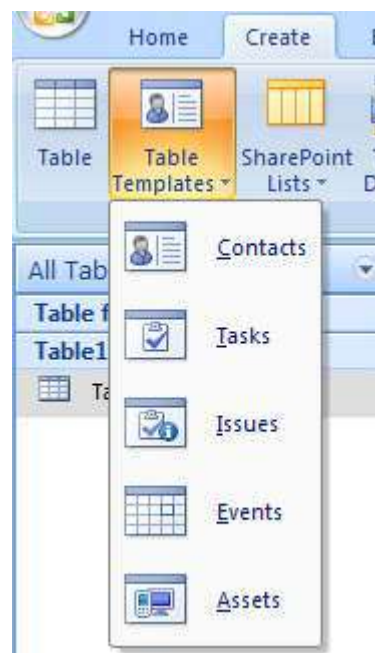 Home Create
Table Table Templates SharePoint Lists
All Tab
Contacts
Table f
Table1
Tasks
Ta
Issues
Events
Assets